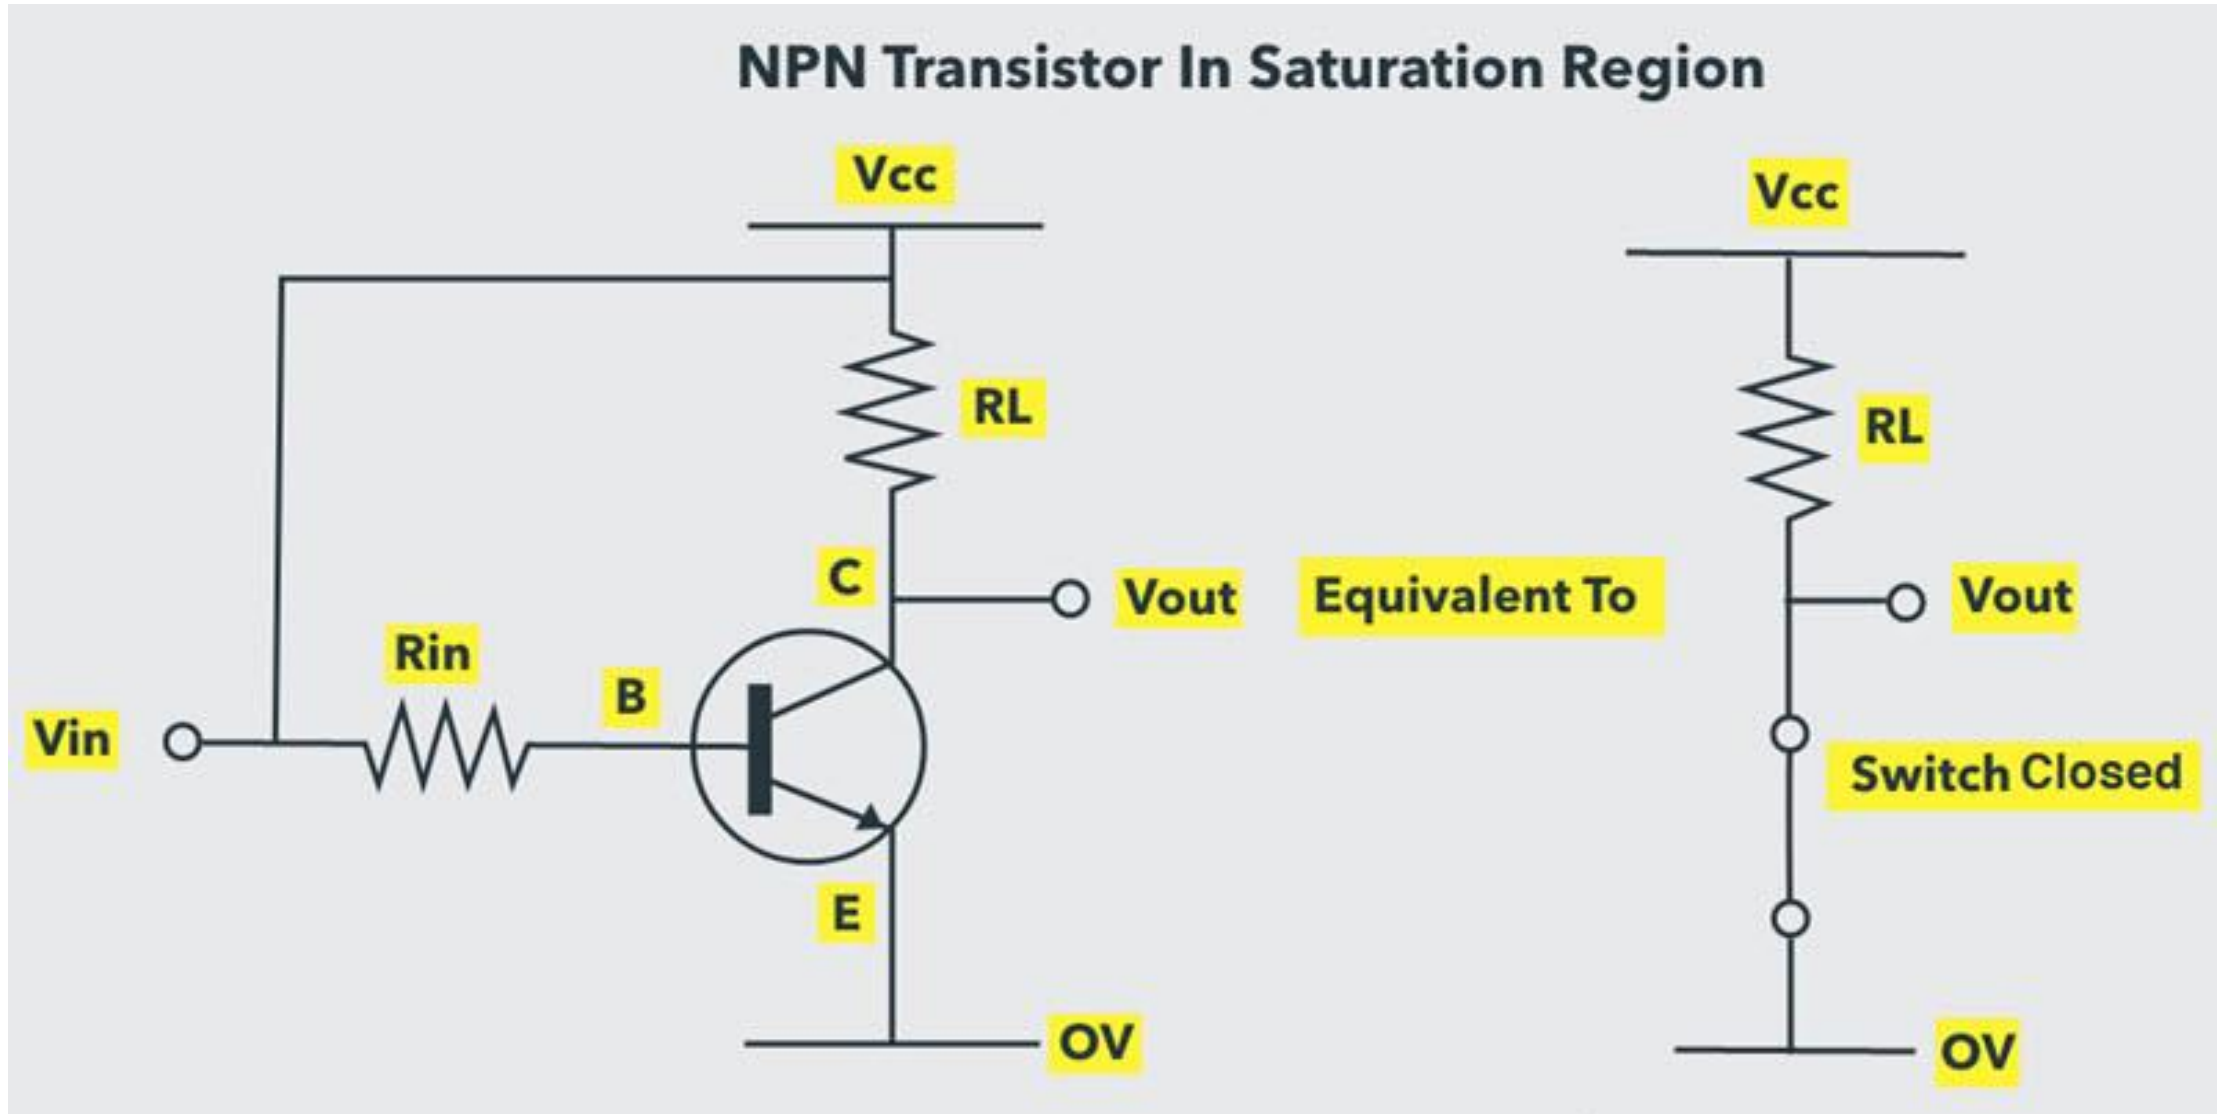 NPN Transistor In Saturation Region
Vcc
RL
C
Vout
Rin
B
Vin
E
OV
Equivalent To
Vcc
RL
Vout
Switch Closed
OV